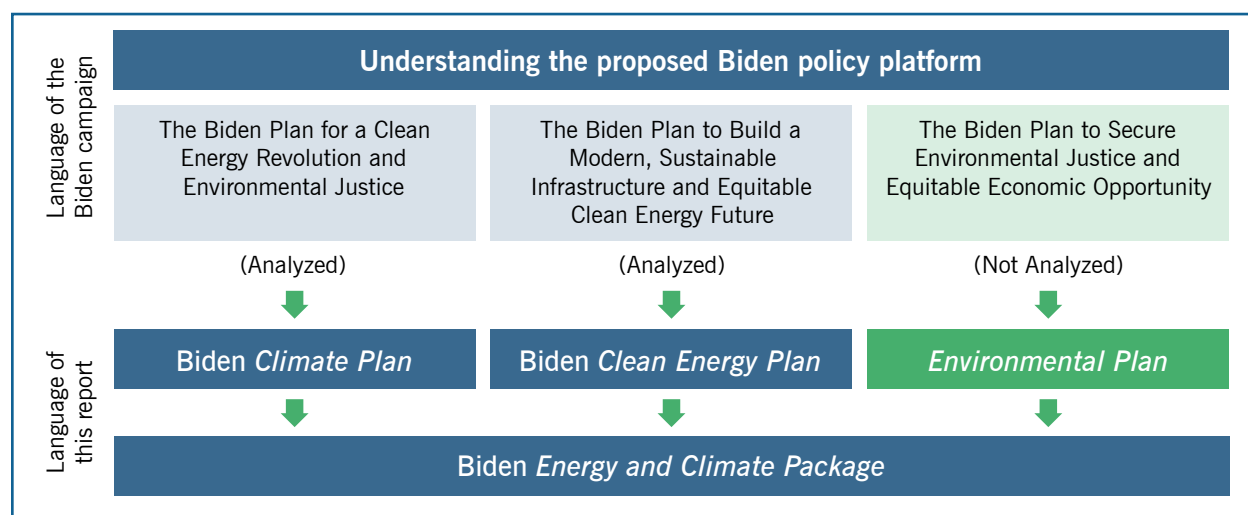 Understanding the proposed Biden policy platform
Language of the
Biden campaign
The Biden Plan for a Clean
Energy Revolution and
Environmental Justice
The Biden Plan to Build a
Modern, Sustainable
Infrastructure and Equitable
Clean Energy Future
The Biden Plan to Secure
Environmental Justice and
Equitable Economic Opportunity
(Analyzed)
(Analyzed)
(Not Analyzed)
Language of
this report
Biden Climate Plan
Biden Clean Energy Plan
Environmental Plan
Biden Energy and Climate Package